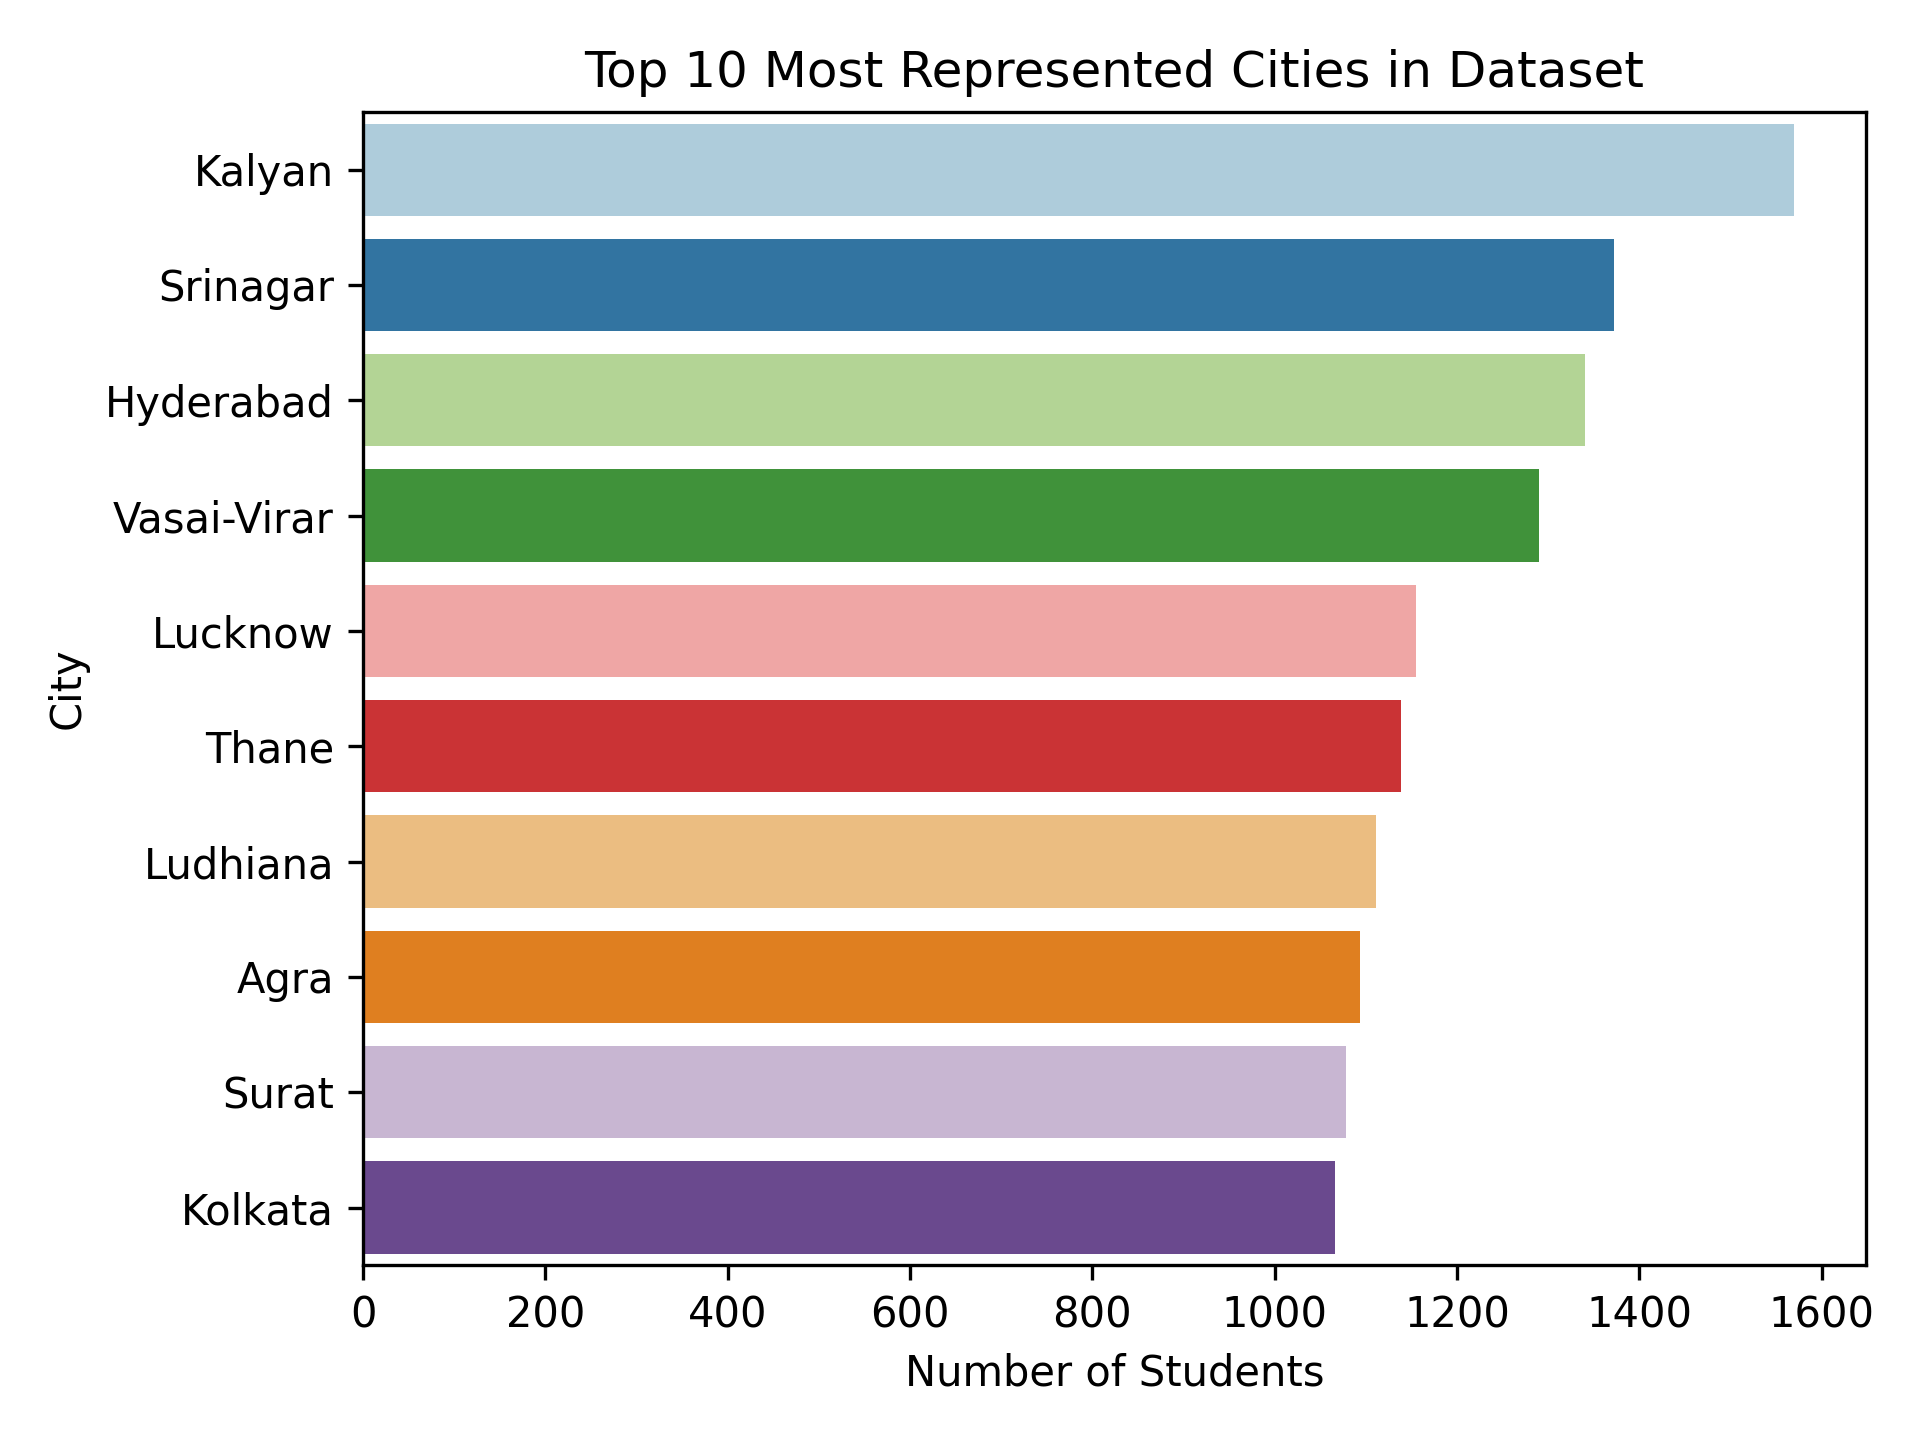 Top 10 Most Represented Cities in Dataset
Kalyan
Srinagar
Hyderabad
Vasai-Virar
Lucknow
Thane
Ludhiana
Agra
Surat
Kolkata
City
0 200 400 600 800 1000 1200 1400 1600
Number of Students